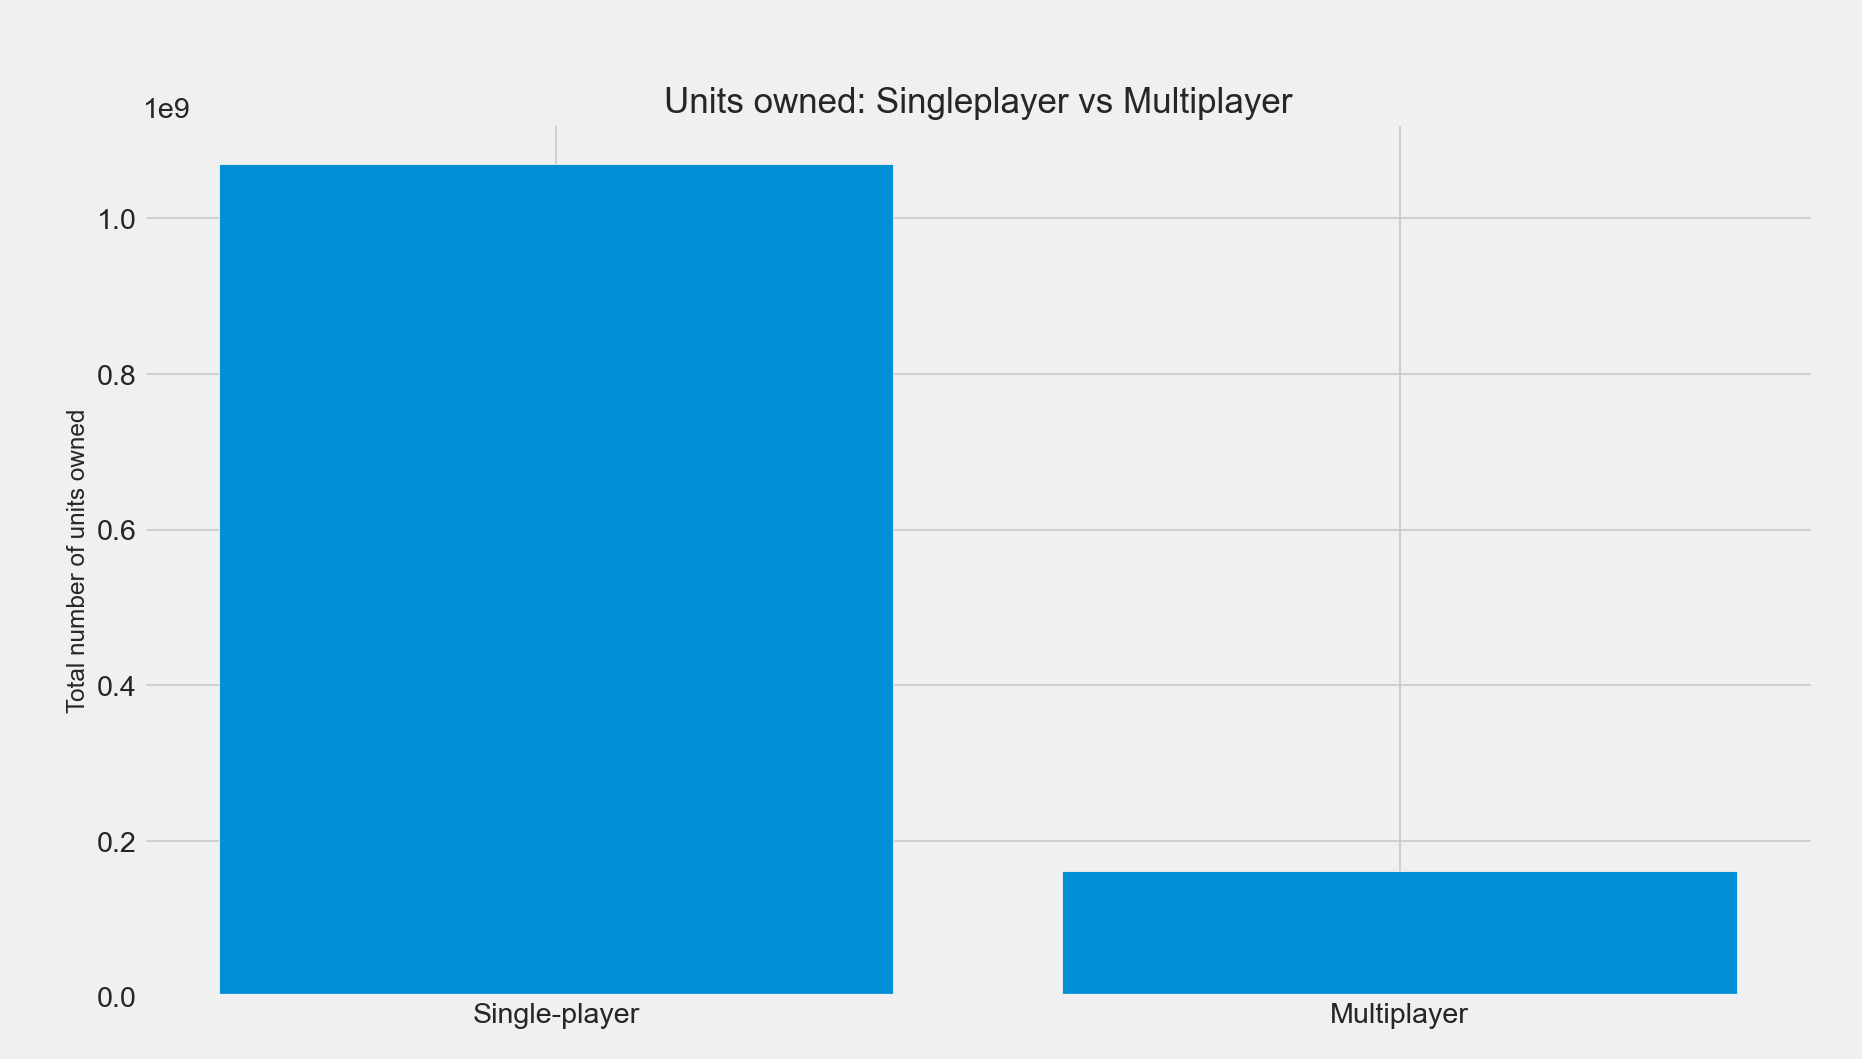 Units owned: Singleplayer vs Multiplayer
1e9
1.0
0.8
0.6
0.4
0.2
0.0
Total number of units owned
Single-player
Multiplayer